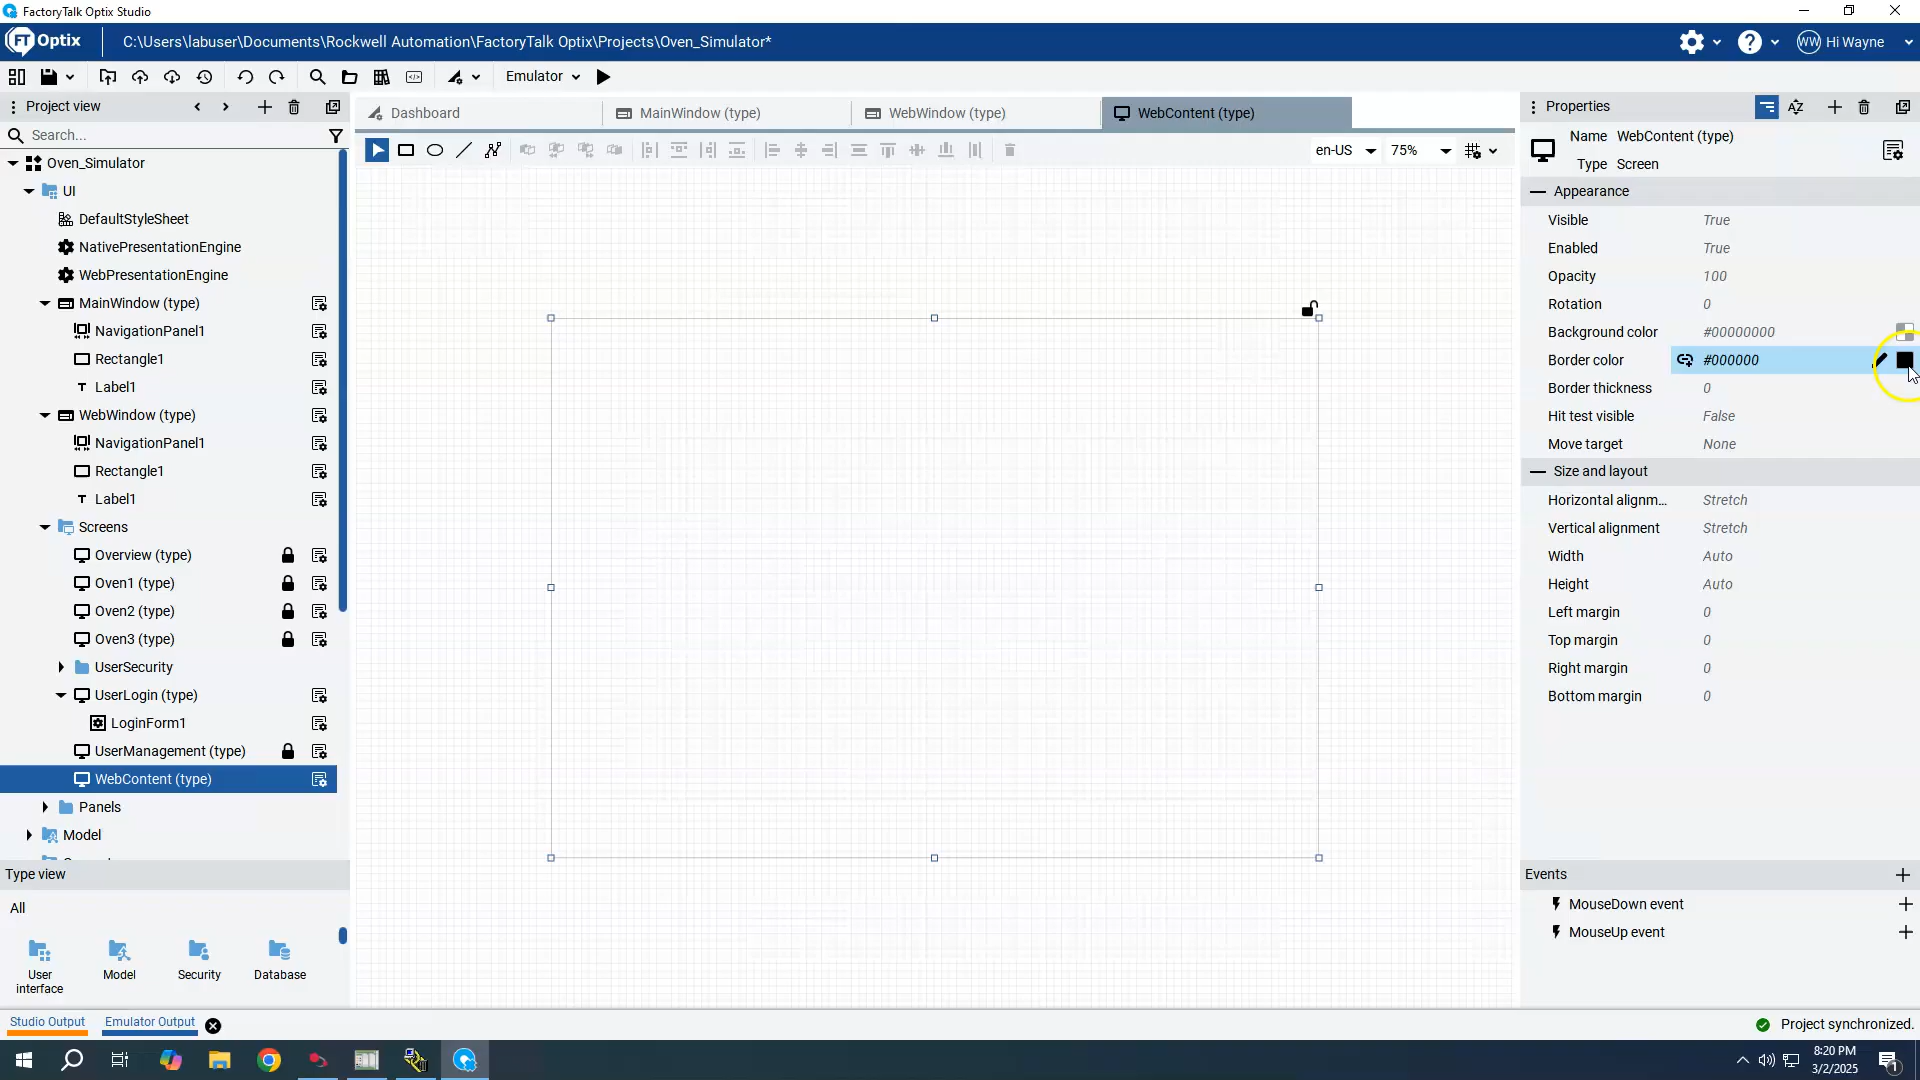 FactoryTalk Optix Studio
FT Optix
C:\Users\labuser\Documents\Rockwell Automation\FactoryTalk Optix\Projects\Oven_Simulator*
WW Hi Wayne
Emulator
Project view
Dashboard
MainWindow (type)
WebWindow (type)
WebContent (type)
Properties
Search...
en-US
75%
Name WebContent (type)
Type Screen
Oven_Simulator
UI
DefaultStyleSheet
NativePresentationEngine
WebPresentationEngine
MainWindow (type)
NavigationPanel1
Rectangle1
Label1
WebWindow (type)
NavigationPanel1
Rectangle1
Label1
Screens
Overview (type)
Oven1 (type)
Oven2 (type)
Oven3 (type)
UserSecurity
UserLogin (type)
LoginForm1
UserManagement (type)
WebContent (type)
Panels
Model
Appearance
Visible True
Enabled True
Opacity 100
Rotation 0
Background color #00000000
Border color #000000
Border thickness 0
Hit test visible False
Move target None
Size and layout
Horizontal alignm... Stretch
Vertical alignment Stretch
Width Auto
Height Auto
Left margin 0
Top margin 0
Right margin 0
Bottom margin 0
Type view
All
User interface
Model
Security
Database
Events
MouseDown event
MouseUp event
Studio Output
Emulator Output
Project synchronized.
8:20 PM
3/2/2025
1